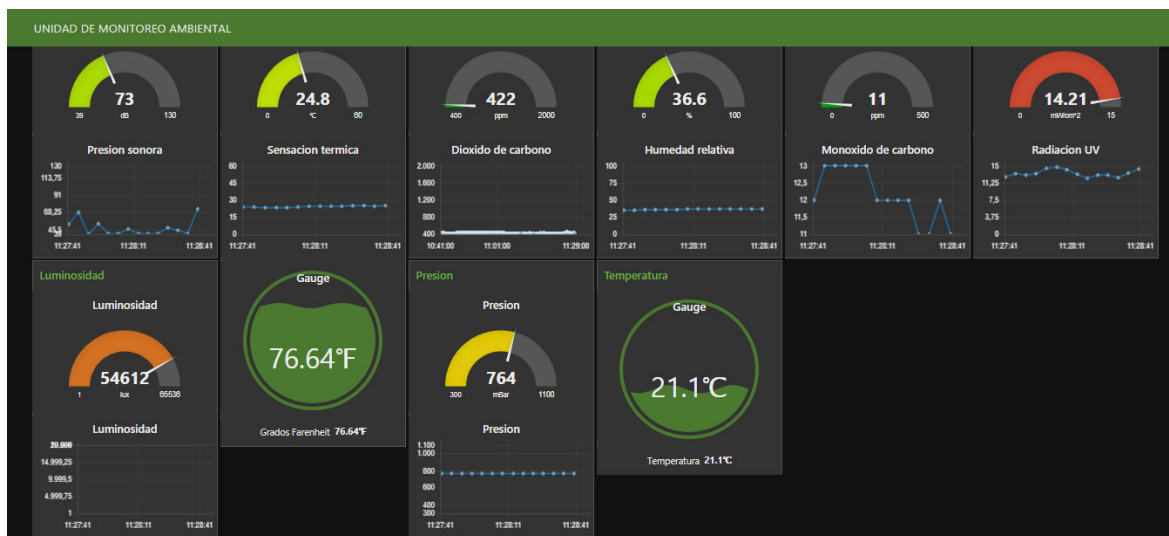 UNIDAD DE MONITOREO AMBIENTAL
73
39 dB 130
24.8
0 ℃ 60
422
400 ppm 2000
36.6
0 % 100
11
0 ppm 500
14.21
0 mW/cm^2 15
Presion sonora
130
113,75
91
68,25
45,5
11:27:41 11:28:11 11:28:41
Sensacion termica
60
45
30
15
0
11:27:41 11:28:11 11:28:41
Dioxido de carbono
2.000
1.600
1.200
800
400
10:41:00 11:01:00 11:29:00
Humedad relativa
100
75
50
25
0
11:27:41 11:28:11 11:28:41
Monoxido de carbono
13
12,5
12
11,5
11
11:27:41 11:28:11 11:28:41
Radiacion UV
15
11,25
7,5
3,75
0
11:27:41 11:28:11 11:28:41
Luminosidad
Luminosidad
54612
1 lux 65536
Luminosidad
14.999,25
9.999,5
4.999,75
1
11:27:41 11:28:11 11:28:41
Gauge
76.64℉
Grados Farenheit 76.64℉
Presion
Presion
764
300 mBar 1100
Presion
1.100
1.000
800
600
400
300
11:27:41 11:28:11 11:28:41
Temperatura
Gauge
21.1℃
Temperatura 21.1℃